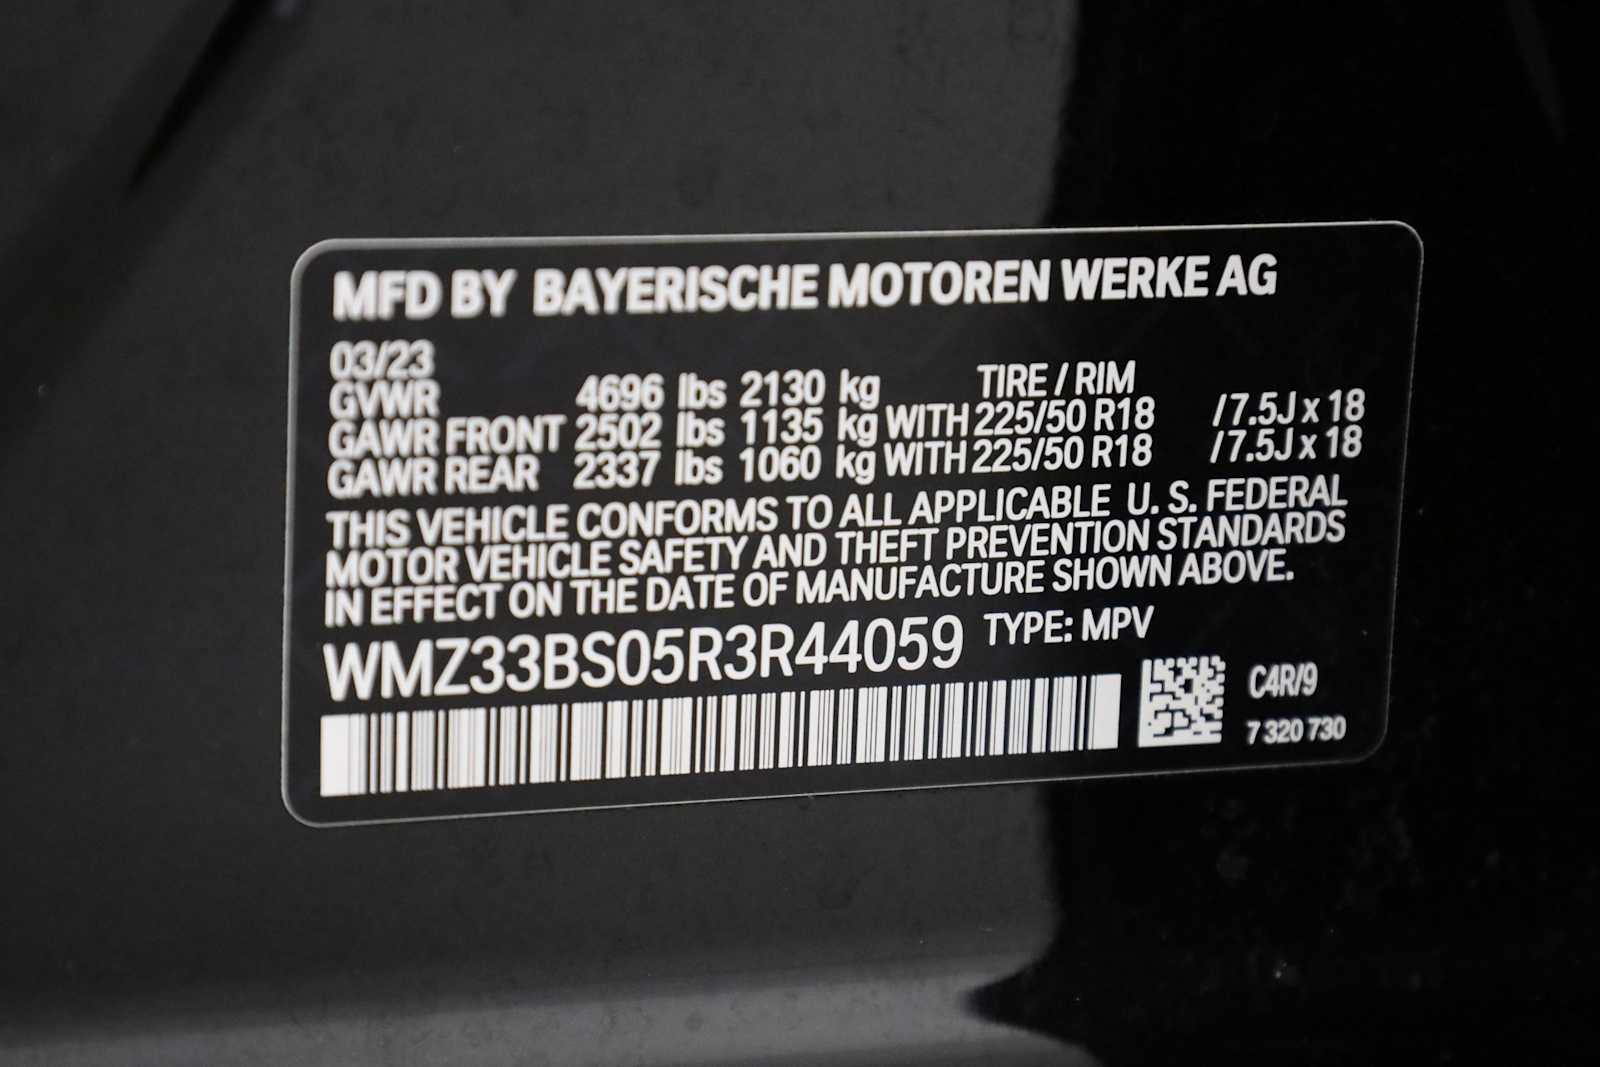 MFD BY BAYERISCHE MOTOREN WERKE AG
03/23
GVWR 4696 lbs 2130 kg TIRE / RIM
GAWR FRONT 2502 lbs 1135 kg WITH 225/50 R18 /7.5J x 18
GAWR REAR 2337 lbs 1060 kg WITH 225/50 R18 /7.5J x 18
THIS VEHICLE CONFORMS TO ALL APPLICABLE U. S. FEDERAL
MOTOR VEHICLE SAFETY AND THEFT PREVENTION STANDARDS
IN EFFECT ON THE DATE OF MANUFACTURE SHOWN ABOVE.
WMZ33BS05R3R44059 TYPE: MPV
C4R/9
7 320 730